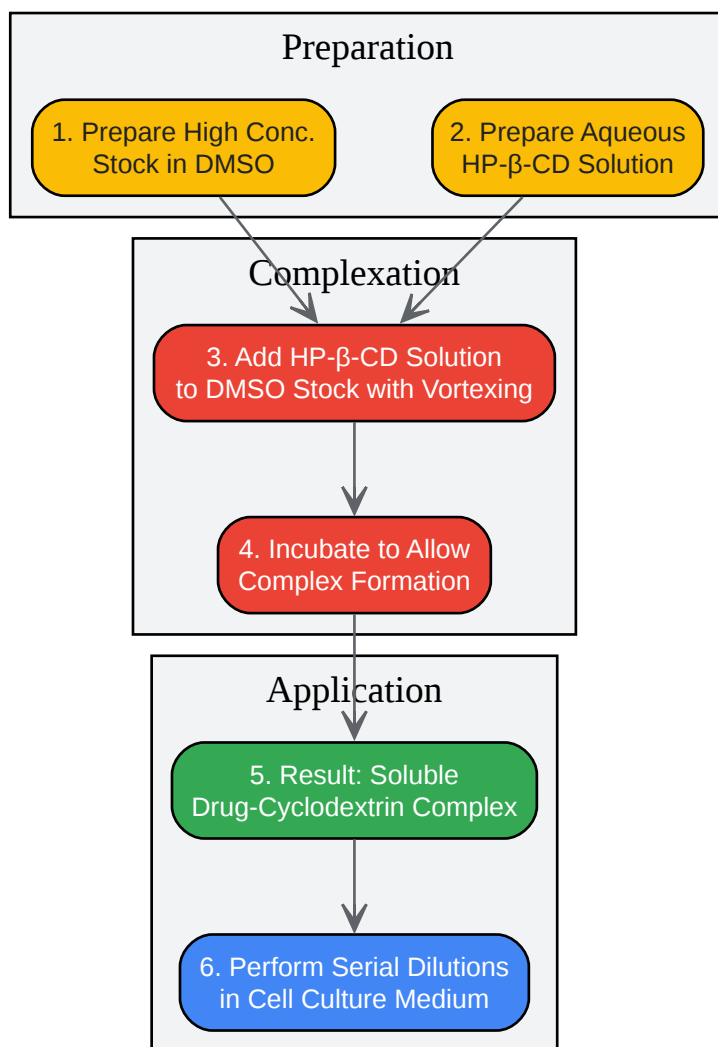 Preparation
1. Prepare High Conc.
Stock in DMSO
2. Prepare Aqueous
HP-β-CD Solution
Complexation
3. Add HP-β-CD Solution
to DMSO Stock with Vortexing
4. Incubate to Allow
Complex Formation
Application
5. Result: Soluble
Drug-Cyclodextrin Complex
6. Perform Serial Dilutions
in Cell Culture Medium